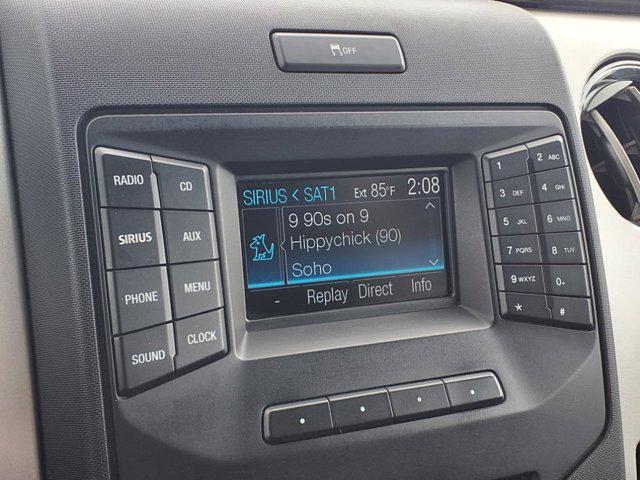 OFF
RADIO CD
SIRIUS AUX
PHONE MENU
SOUND CLOCK
SIRIUS < SAT1 Ext 85°F 2:08
9 90s on 9
Hippychick (90)
Soho
- Replay Direct Info
1 2 ABC
3 DEF 4 GHI
5 JKL 6 MNO
7 PQRS 8 TUV
9 WXYZ 0+
* #